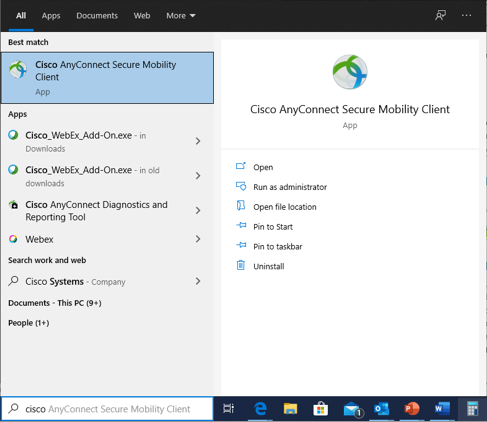 All Apps Documents Web More
Best match
Cisco AnyConnect Secure Mobility
Client
App
Apps
Cisco_WebEx_Add-On.exe - in
Downloads
Cisco_WebEx_Add-On.exe - in old
downloads
Cisco AnyConnect Diagnostics and
Reporting Tool
Webex
Search work and web
Cisco Systems - Company
Documents - This PC (9+)
People (1+)
Cisco AnyConnect Secure Mobility Client
App
Open
Run as administrator
Open file location
Pin to Start
Pin to taskbar
Uninstall
cisco AnyConnect Secure Mobility Client
1